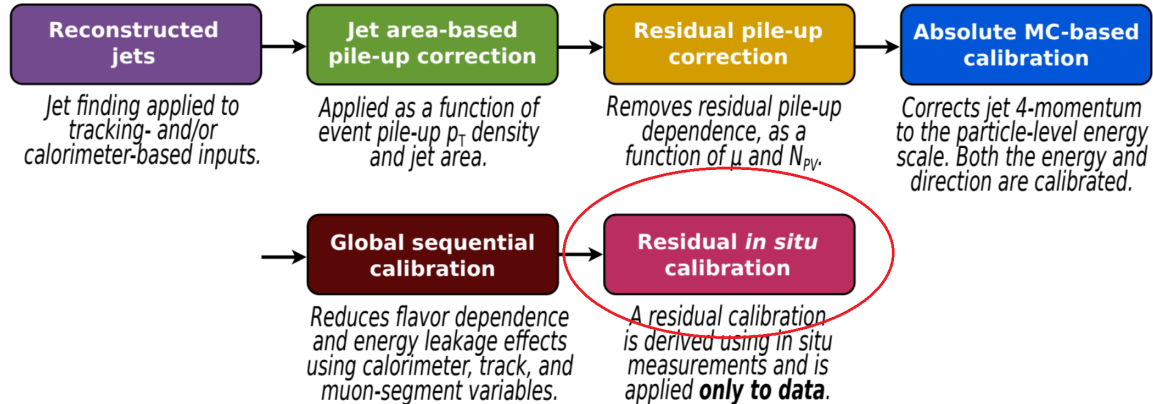 Reconstructed
jets
Jet finding applied to
tracking- and/or
calorimeter-based inputs.
Jet area-based
pile-up correction
Applied as a function of
event pile-up pT density
and jet area.
Residual pile-up
correction
Removes residual pile-up
dependence, as a
function of µ and NPV.
Absolute MC-based
calibration
Corrects jet 4-momentum
to the particle-level energy
scale. Both the energy and
direction are calibrated.
Global sequential
calibration
Reduces flavor dependence
and energy leakage effects
using calorimeter, track, and
muon-segment variables.
Residual in situ
calibration
A residual calibration
is derived using in situ
measurements and is
applied only to data.